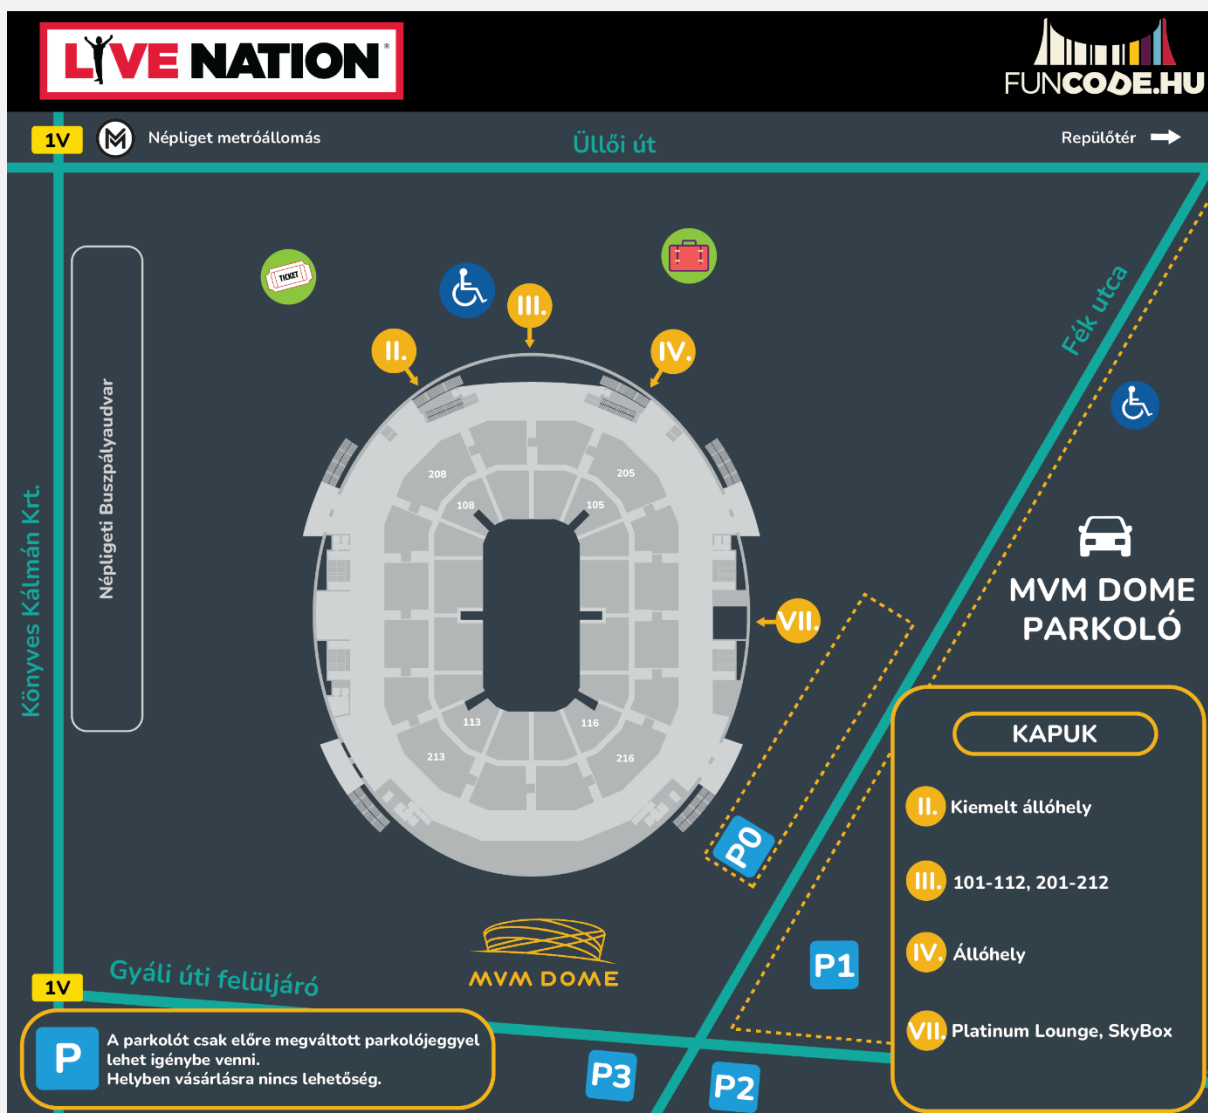 LIVE NATION®
FUNCODE.HU
1V
M
Népliget metróállomás
Üllői út
Repülőtér
TICKET
III.
II.
IV.
Fék utca
Népligeti Buszpályaudvar
Könyves Kálmán Krt.
208
205
108
105
VII.
MVM DOME
PARKOLÓ
113
116
213
216
P0
KAPUK
II. Kiemelt állóhely
III. 101-112, 201-212
IV. Állóhely
VII. Platinum Lounge, SkyBox
MVM DOME
P1
Gyáli úti felüljáró
1V
P
A parkolót csak előre megváltott parkolójeggyel
lehet igénybe venni.
Helyben vásárlásra nincs lehetőség.
P3
P2